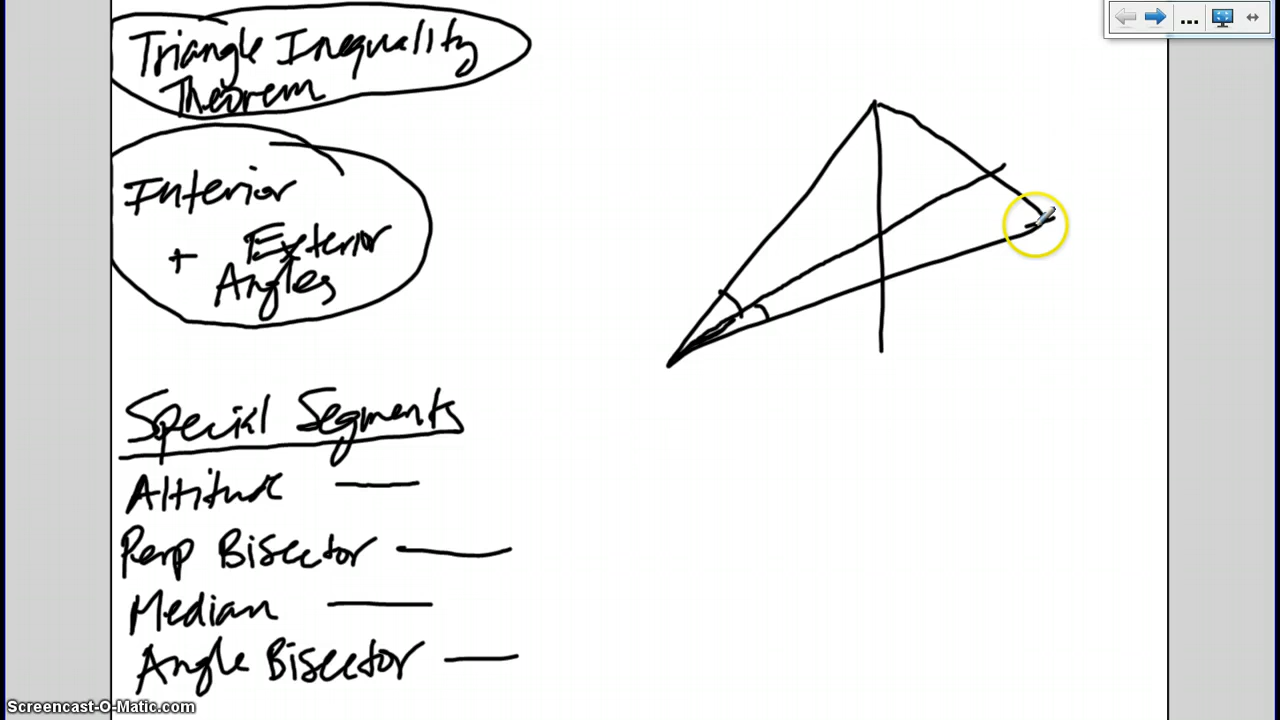 Triangle Inequality
Theorem
Interior
+ Exterior
Angles
Special Segments
Altitude
Perp Bisector
Median
Angle Bisector
Screencast-O-Matic.com